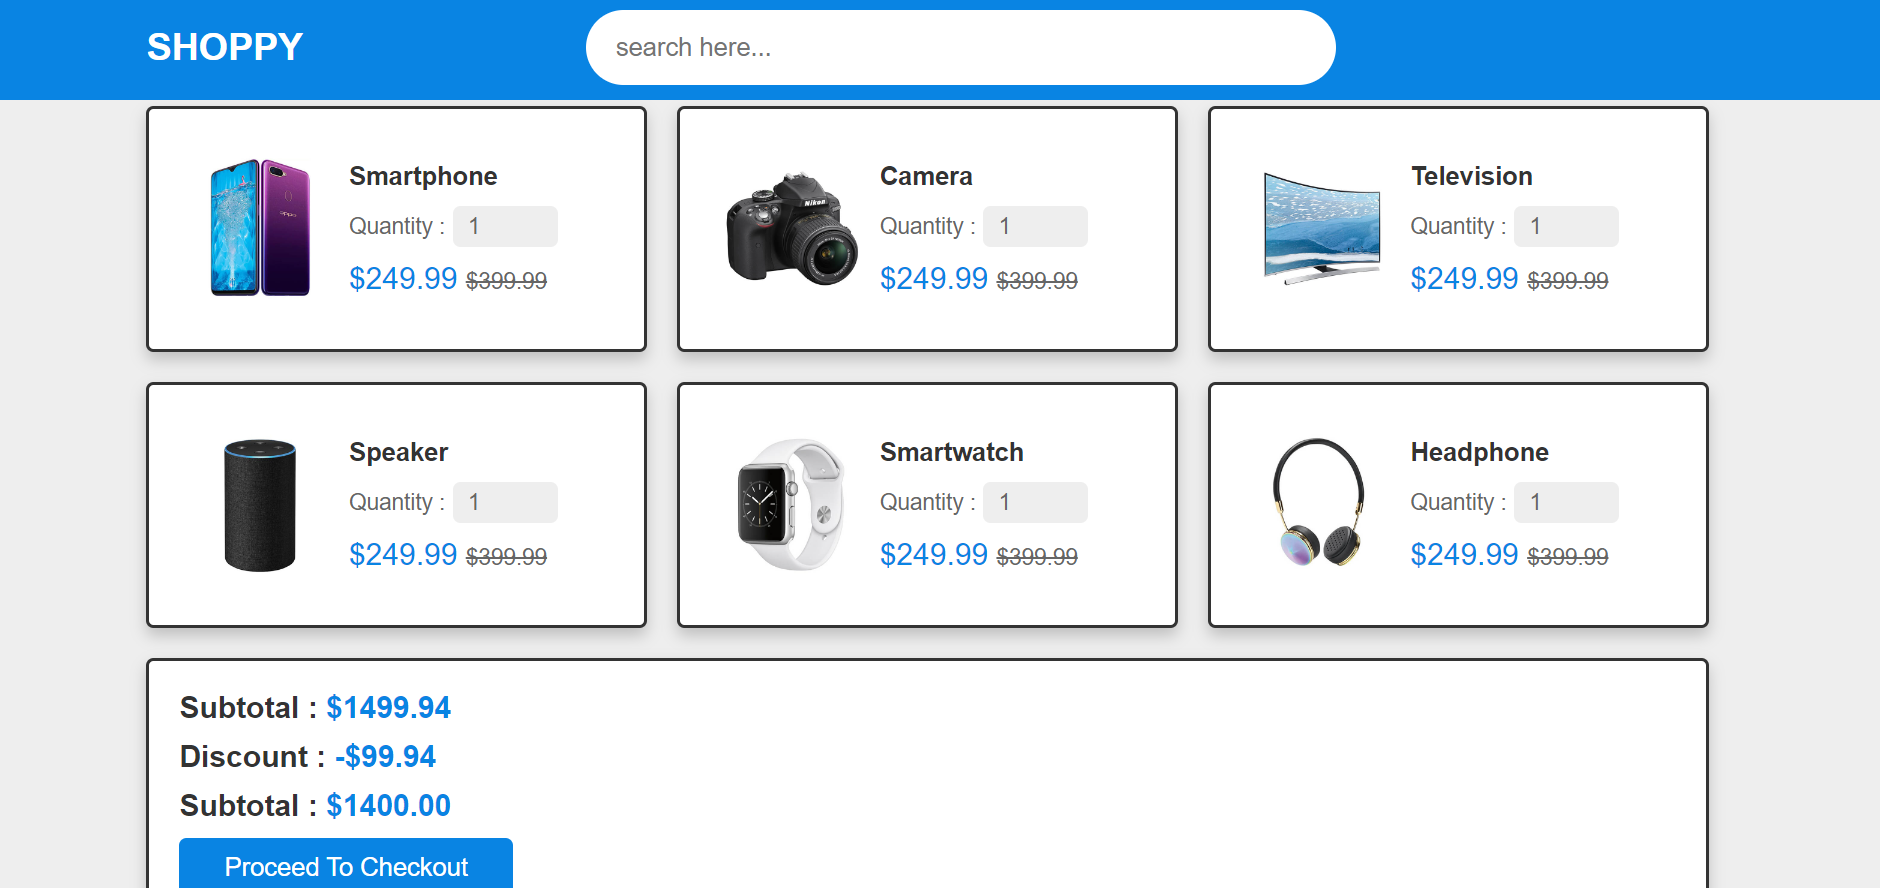 SHOPPY
search here...
Smartphone
Quantity : 1
$249.99 $399.99
oppo
Camera
Quantity : 1
$249.99 $399.99
Nikon
Television
Quantity : 1
$249.99 $399.99
Speaker
Quantity : 1
$249.99 $399.99
Smartwatch
Quantity : 1
$249.99 $399.99
Headphone
Quantity : 1
$249.99 $399.99
Subtotal : $1499.94
Discount : -$99.94
Subtotal : $1400.00
Proceed To Checkout